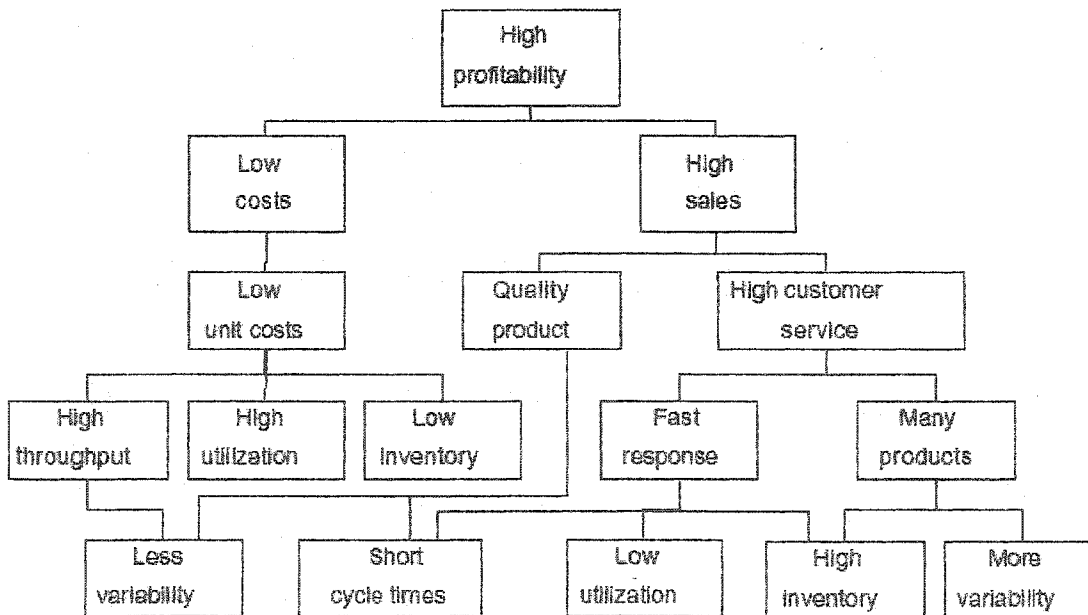 High
profitability
Low
costs
High
sales
Low
unit costs
Quality
product
High customer
service
High
throughput
High
utilization
Low
inventory
Fast
response
Many
products
Less
variability
Short
cycle times
Low
utilization
High
inventory
More
variability